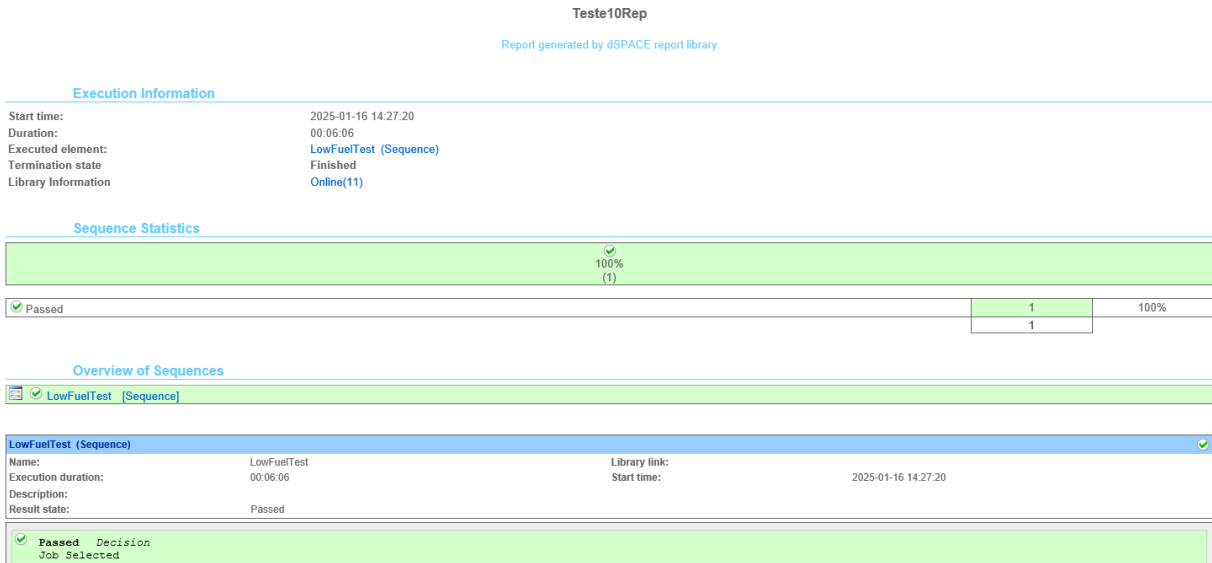 Teste10Rep
Report generated by dSPACE report library
Execution Information
Start time: 2025-01-16 14:27:20
Duration: 00:06:06
Executed element: LowFuelTest (Sequence)
Termination state Finished
Library Information Online(11)
Sequence Statistics
100%
(1)
Passed 1 100%
1
Overview of Sequences
LowFuelTest [Sequence]
LowFuelTest (Sequence)
Name: LowFuelTest Library link:
Execution duration: 00:06:06 Start time: 2025-01-16 14:27:20
Description:
Result state: Passed
Passed Decision
Job Selected